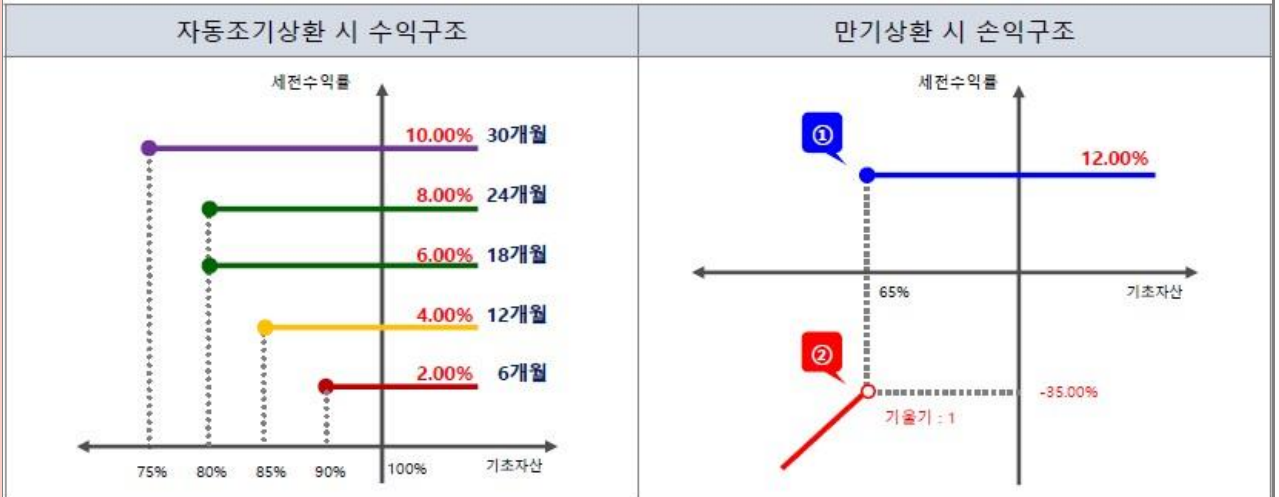 자동조기상환 시 수익구조
세전수익률
10.00% 30개월
8.00% 24개월
6.00% 18개월
4.00% 12개월
2.00% 6개월
75% 80% 85% 90% 100% 기초자산
만기상환 시 손익구조
세전수익률
①
12.00%
65% 기초자산
②
-35.00%
기울기 : 1